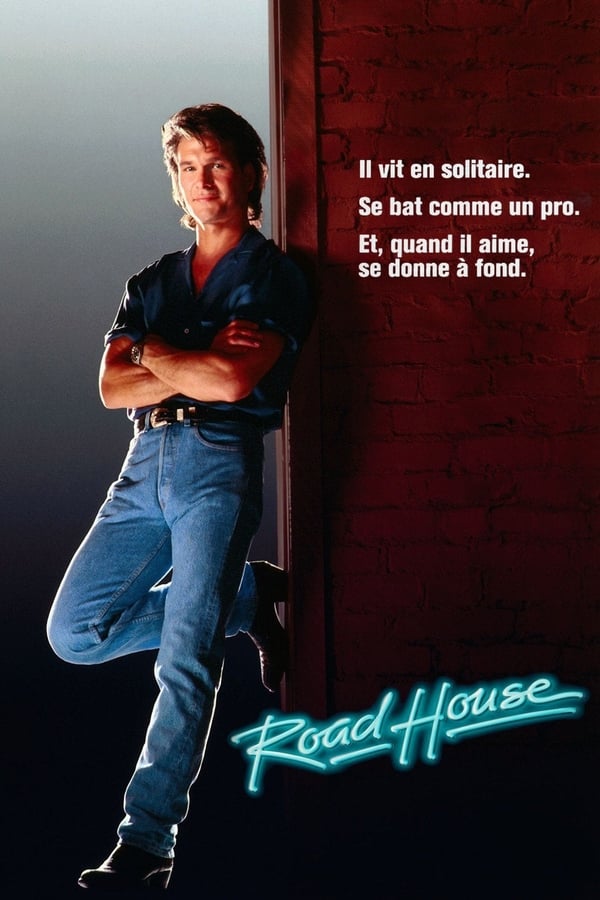 Il vit en solitaire.
Se bat comme un pro.
Et, quand il aime,
se donne à fond.
Road House